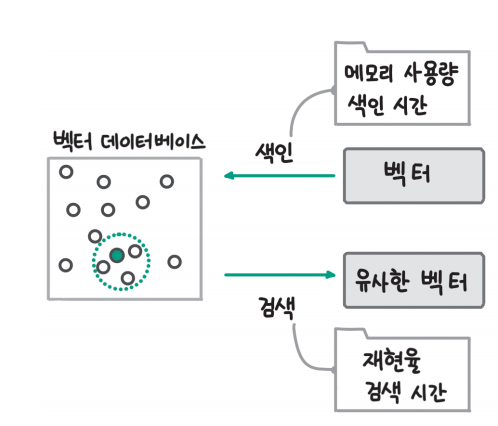 메모리 사용량
색인 시간
벡터 데이터베이스
색인
벡터
유사한 벡터
검색
재현율
검색 시간